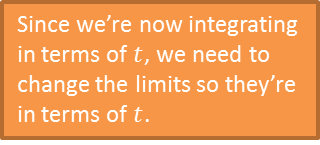 Since we’re now integrating
in terms of 𝑡, we need to
change the limits so they’re
in terms of 𝑡.